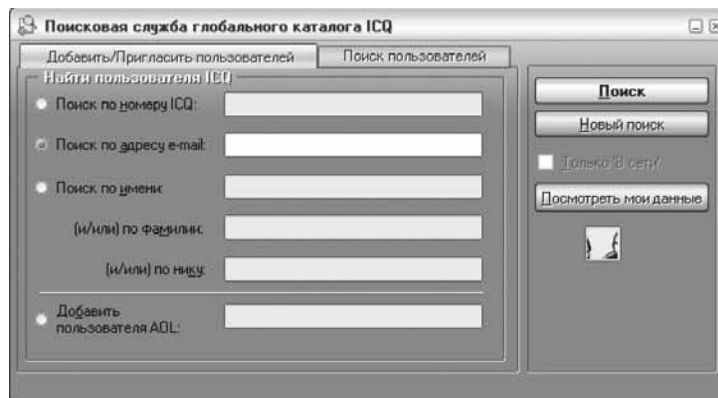 Поисковая служба глобального каталога ICQ
Добавить/Пригласить пользователей
Поиск пользователей
Найти пользователя ICQ
Поиск по номеру ICQ:
Поиск по адресу e-mail:
Поиск по имени:
(и/или) по фамилии:
(и/или) по нику:
Добавить
пользователя AOL:
Поиск
Новый поиск
Только 'В сети'
Посмотреть мои данные